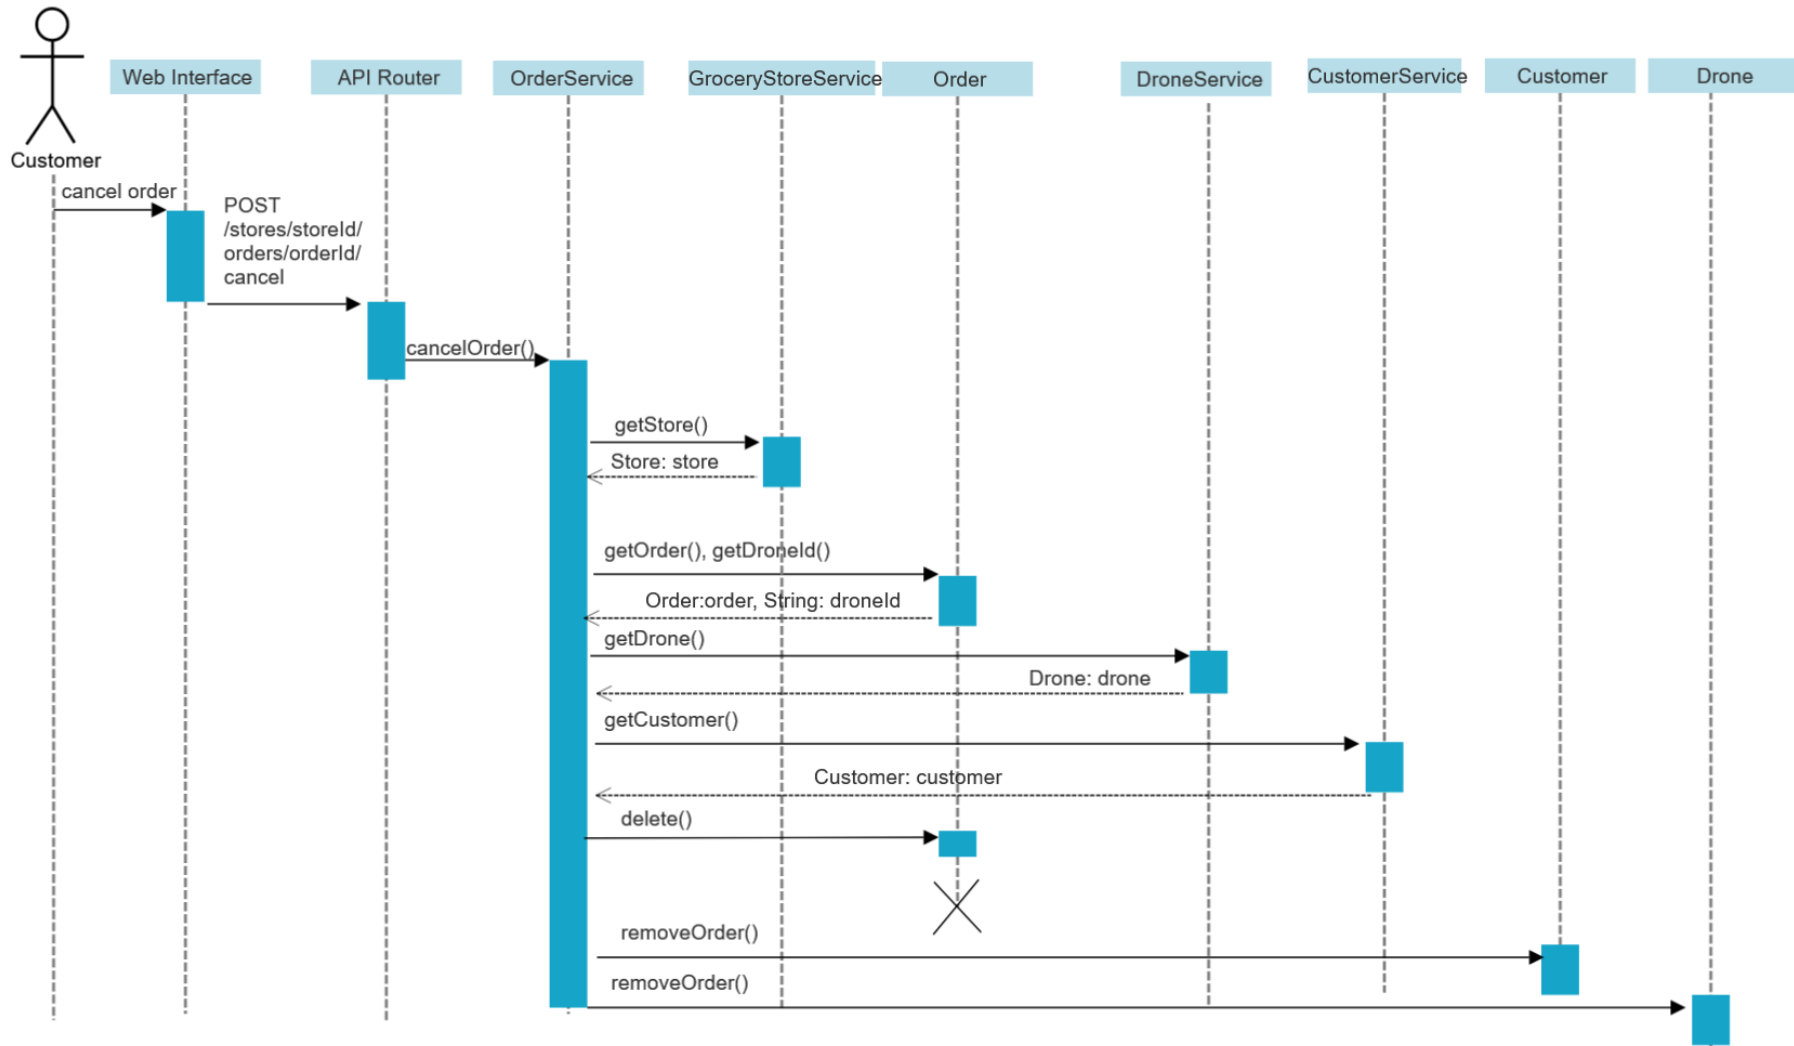 Web Interface
API Router
OrderService
GroceryStoreService
Order
DroneService
CustomerService
Customer
Drone
Customer
cancel order
POST
/stores/storeId/
orders/orderId/
cancel
cancelOrder()
getStore()
Store: store
getOrder(), getDroneId()
Order:order, String: droneId
getDrone()
Drone: drone
getCustomer()
Customer: customer
delete()
removeOrder()
removeOrder()